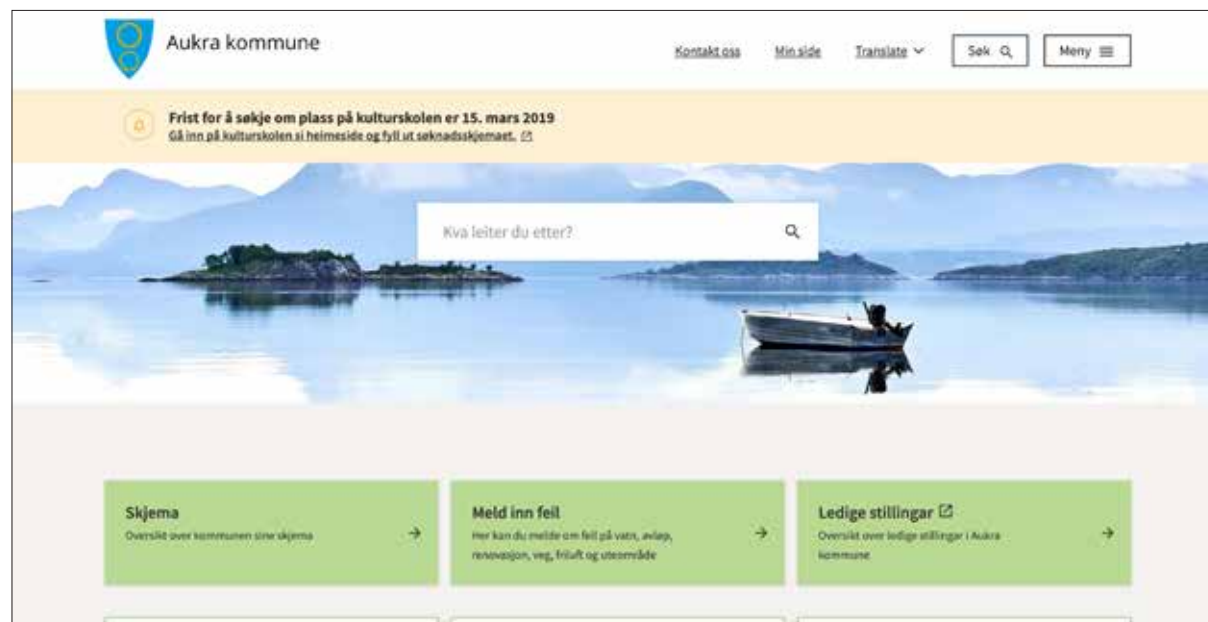 Aukra kommune
Kontakt oss
Min side
Translate
Søk
Meny
Frist for å søkje om plass på kulturskolen er 15. mars 2019
Gå inn på kulturskolen si heimeside og fyll ut søknadsskjemaet.
Kva leiter du etter?
Skjema
Oversikt over kommunen sine skjema
Meld inn feil
Her kan du melde om feil på vatn, avløp,
renovasjon, veg, friluft og uteområde
Ledige stillingar
Oversikt over ledige stillingar i Aukra
kommune